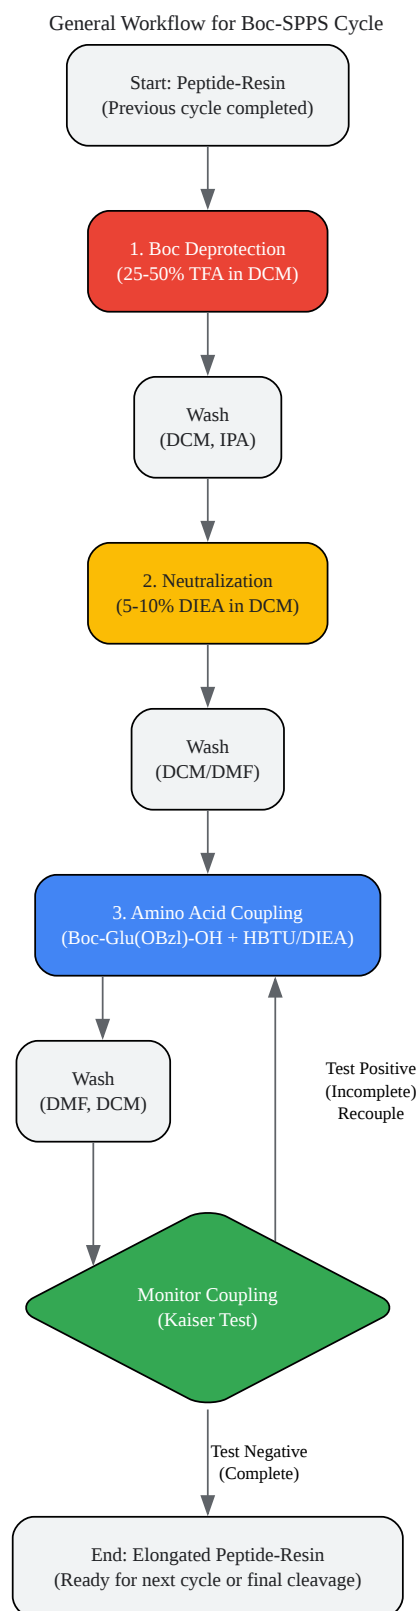 General Workflow for Boc-SPPS Cycle
Start: Peptide-Resin
(Previous cycle completed)
1. Boc Deprotection
(25-50% TFA in DCM)
Wash
(DCM, IPA)
2. Neutralization
(5-10% DIEA in DCM)
Wash
(DCM/DMF)
3. Amino Acid Coupling
(Boc-Glu(OBzl)-OH + HBTU/DIEA)
Wash
(DMF, DCM)
Test Positive
(Incomplete)
Recouple
Monitor Coupling
(Kaiser Test)
Test Negative
(Complete)
End: Elongated Peptide-Resin
(Ready for next cycle or final cleavage)